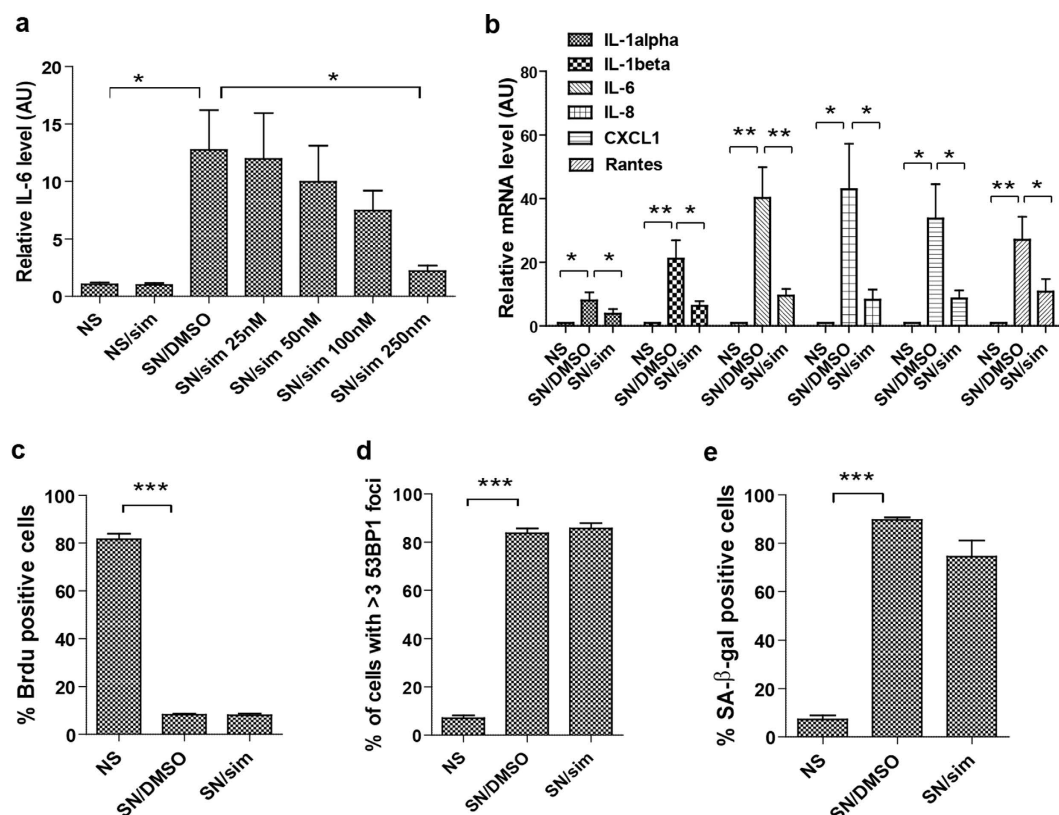 a
Relative IL-6 level (AU)
20
15
10
5
0
*
*
NS
NS/sim
SN/DMSO
SN/sim 25nM
SN/sim 50nM
SN/sim 100nM
SN/sim 250nm
b
IL-1alpha
IL-1beta
IL-6
IL-8
CXCL1
Rantes
Relative mRNA level (AU)
80
60
40
20
0
* *
** *
** **
* *
* *
** *
NS
SN/DMSO
SN/sim
NS
SN/DMSO
SN/sim
NS
SN/DMSO
SN/sim
NS
SN/DMSO
SN/sim
NS
SN/DMSO
SN/sim
NS
SN/DMSO
SN/sim
c
% Brdu positive cells
100
80
60
40
20
0
***
NS
SN/DMSO
SN/sim
d
% of cells with >3 53BP1 foci
100
80
60
40
20
0
***
NS
SN/DMSO
SN/sim
e
% SA-β-gal positive cells
100
80
60
40
20
0
***
NS
SN/DMSO
SN/sim